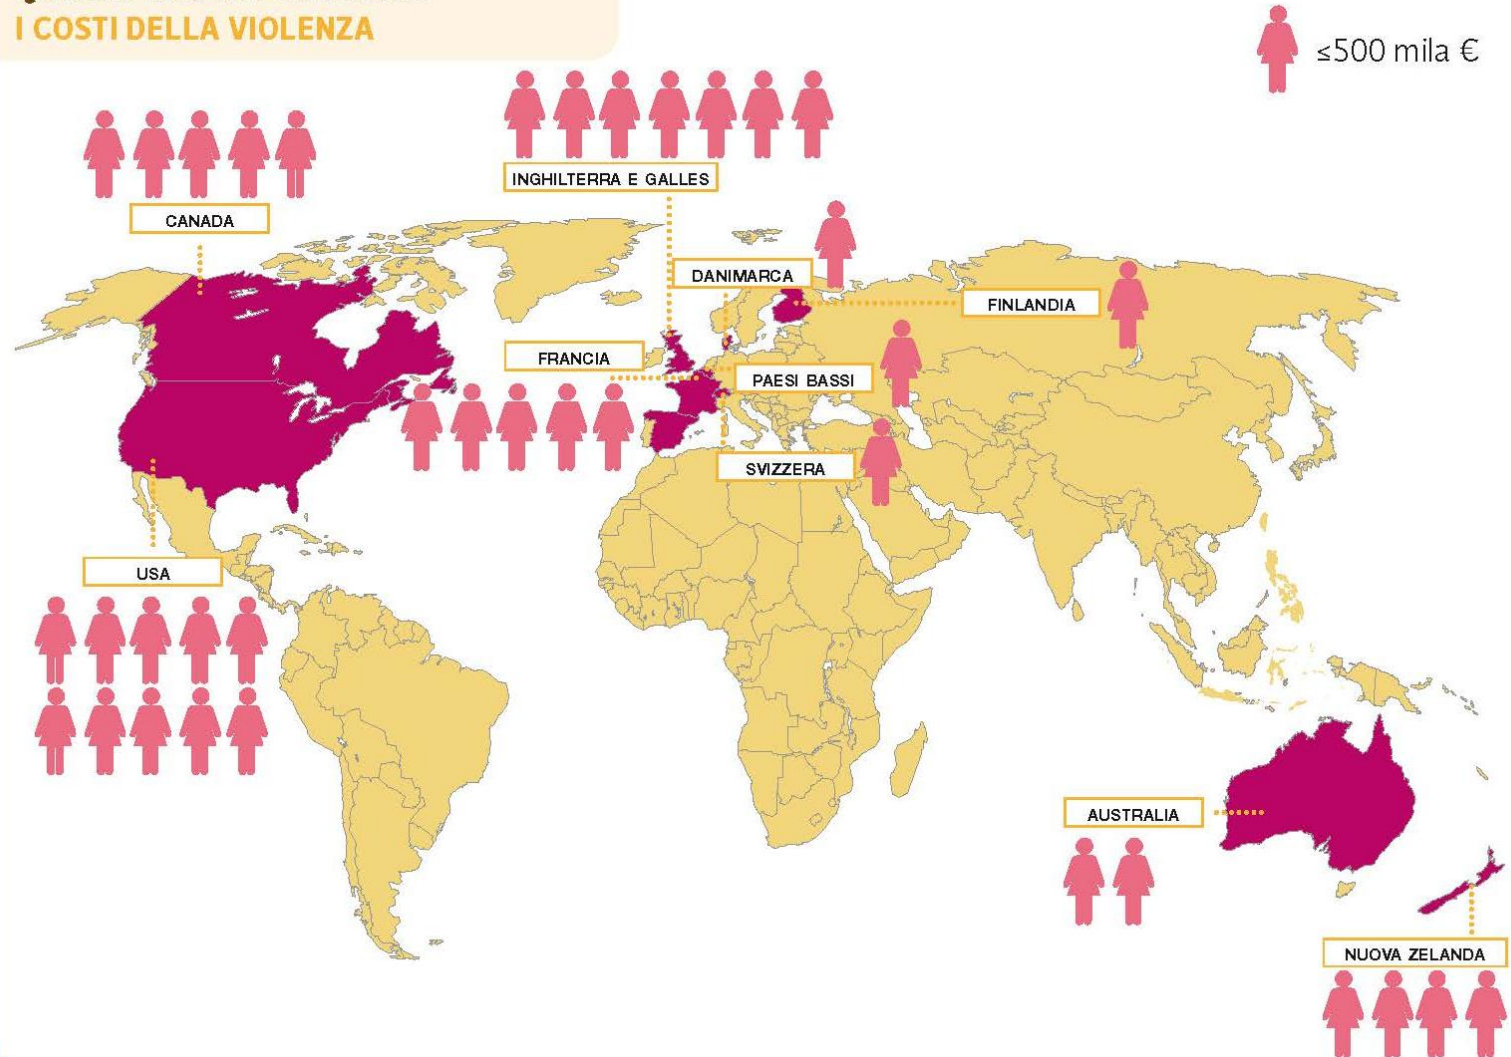 I COSTI DELLA VIOLENZA
≤500 mila €
CANADA
INGHILTERRA E GALLES
DANIMARCA
FINLANDIA
FRANCIA
PAESI BASSI
SVIZZERA
USA
AUSTRALIA
NUOVA ZELANDA